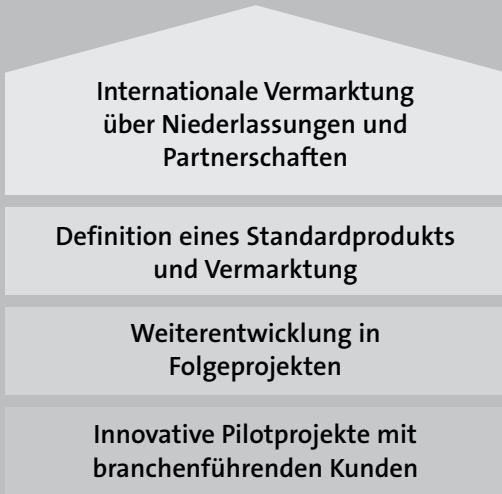 Internationale Vermarktung
über Niederlassungen und
Partnerschaften
Definition eines Standardprodukts
und Vermarktung
Weiterentwicklung in
Folgeprojekten
Innovative Pilotprojekte mit
branchenführenden Kunden